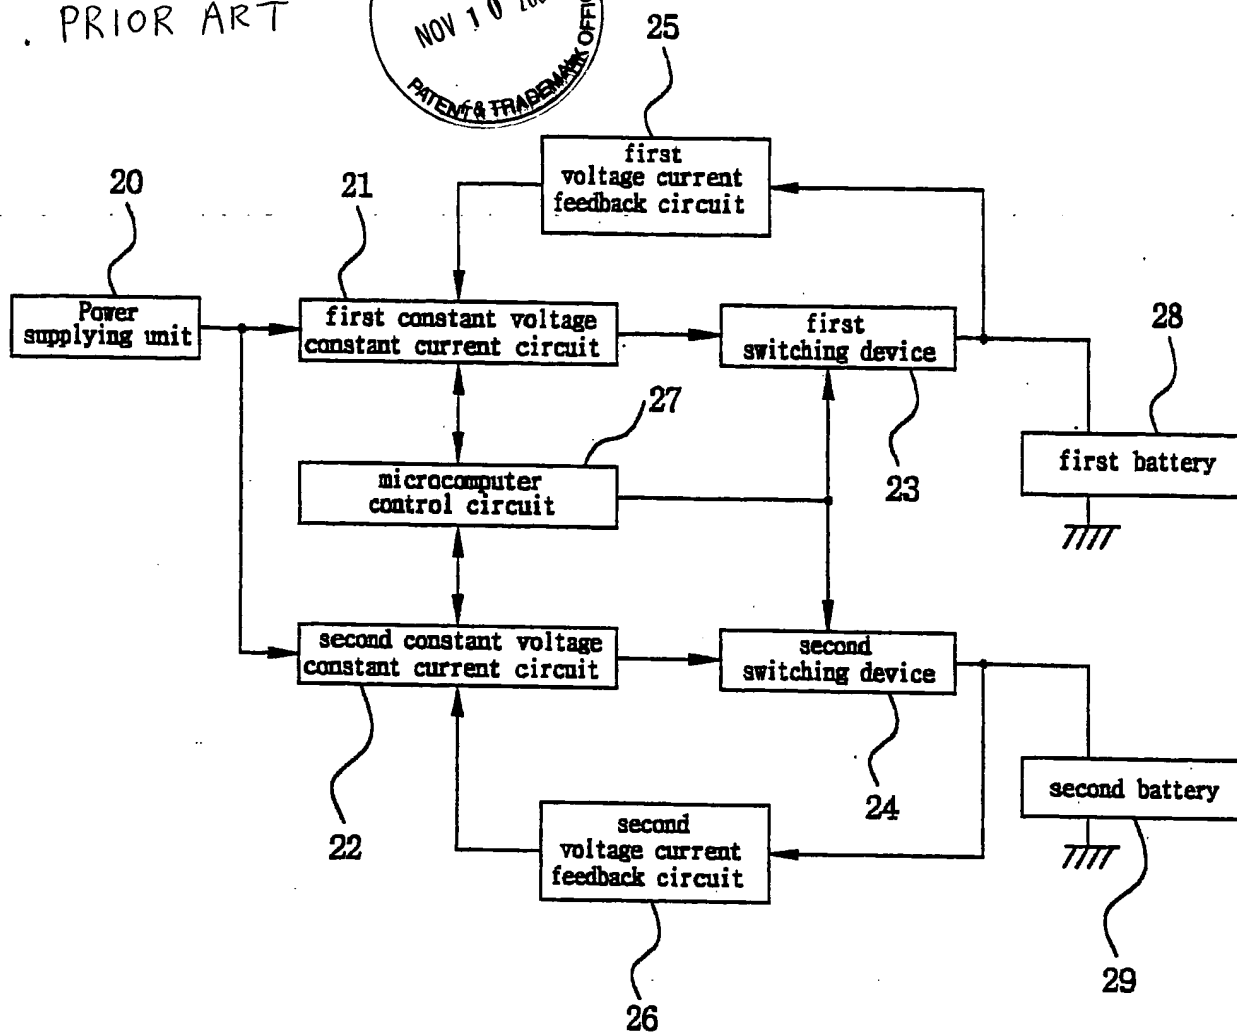 . PRIOR ART
NOV 10
PATENT & TRADEMARK OFFI
25
first
voltage current
feedback circuit
20
21
Power
supplying unit
first constant voltage
constant current circuit
first
switching device
28
27
23
first battery
microcomputer
control circuit
second constant voltage
constant current circuit
second
switching device
22
24
second battery
second
voltage current
feedback circuit
29
26